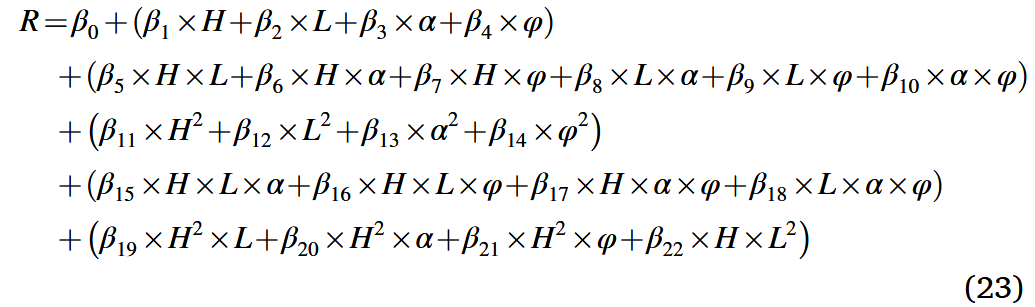 R=β₀+(β₁×H+β₂×L+β₃×α+β₄×φ)
+(β₅×H×L+β₆×H×α+β₇×H×φ+β₈×L×α+β₉×L×φ+β₁₀×α×φ)
+(β₁₁×H²+β₁₂×L²+β₁₃×α²+β₁₄×φ²)
+(β₁₅×H×L×α+β₁₆×H×L×φ+β₁₇×H×α×φ+β₁₈×L×α×φ)
+(β₁₉×H²×L+β₂₀×H²×α+β₂₁×H²×φ+β₂₂×H×L²)
(23)